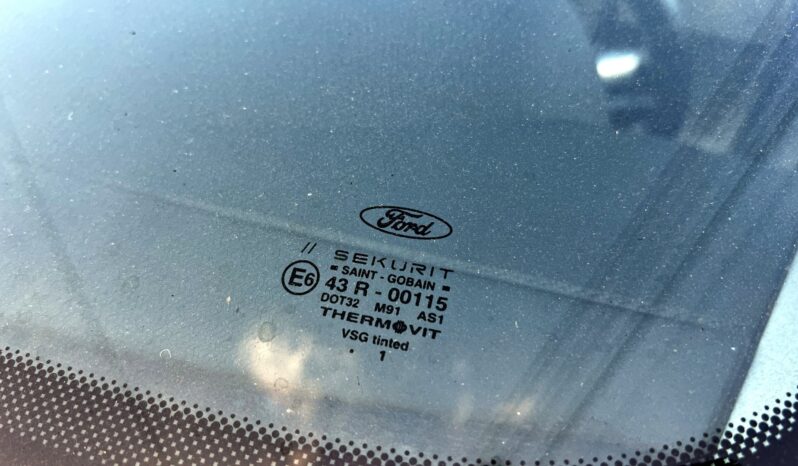 Ford
// SEKURIT
SAINT - GOBAIN
E6 43 R - 00115
DOT32 M91 AS1
THERMOVIT
VSG tinted
. 1